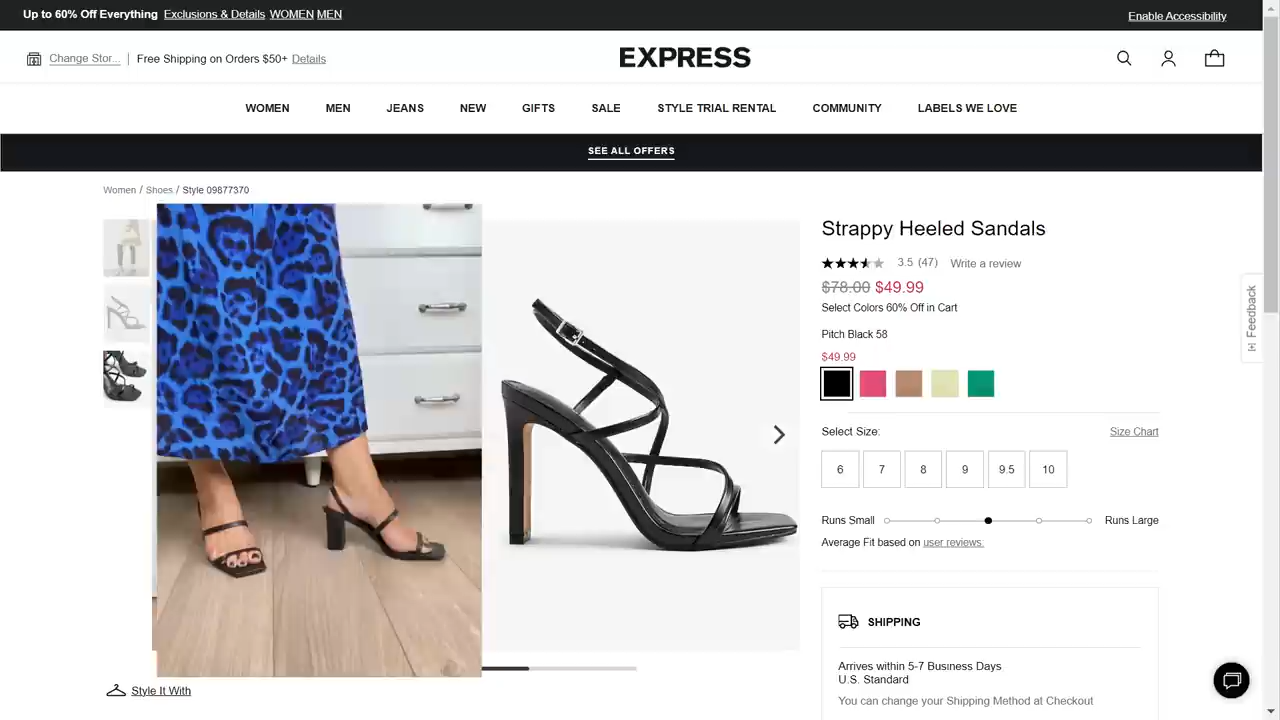 Up to 60% Off Everything Exclusions & Details WOMEN MEN
Enable Accessibility
Change Stor... | Free Shipping on Orders $50+ Details
EXPRESS
WOMEN MEN JEANS NEW GIFTS SALE STYLE TRIAL RENTAL COMMUNITY LABELS WE LOVE
SEE ALL OFFERS
Women / Shoes / Style 09877370
Strappy Heeled Sandals
3.5 (47) Write a review
$78.00 $49.99
Select Colors 60% Off in Cart
Pitch Black 58
$49.99
Select Size: Size Chart
6 7 8 9 9.5 10
Runs Small Runs Large
Average Fit based on user reviews.
SHIPPING
Arrives within 5-7 Business Days
U.S. Standard
You can change your Shipping Method at Checkout
Style It With
[+] Feedback